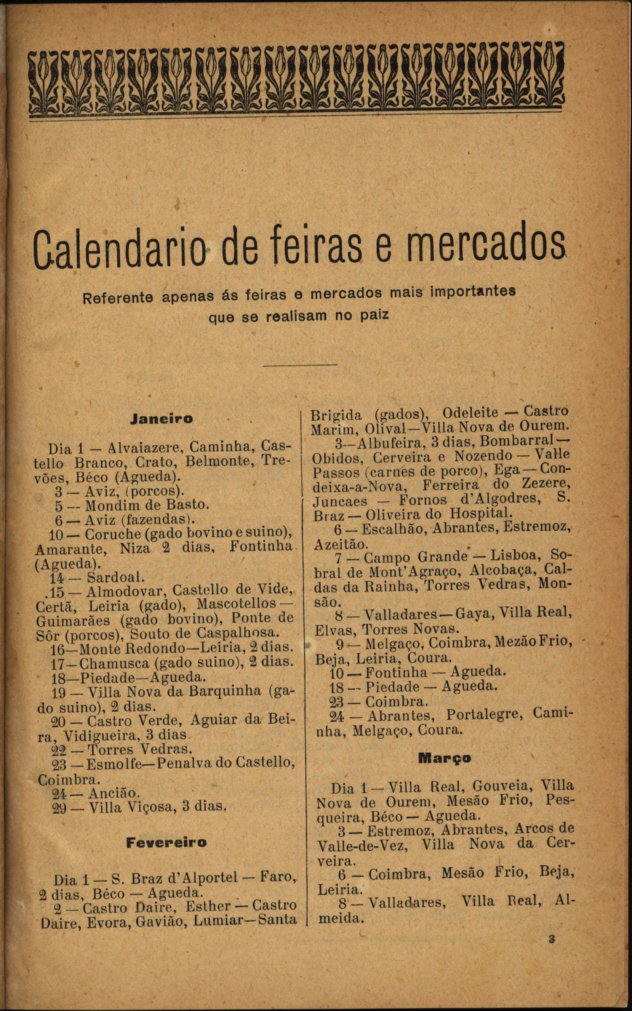 Calendario de feiras e mercados
Referente apenas ás feiras e mercados mais importantes
que se realisam no paiz
Janeiro
Dia 1 — Alvaiazere, Caminha, Cas-
tello Branco, Crato, Belmonte, Tre-
vões, Béco (Agueda).
3 — Aviz, (porcos).
5 — Mondim de Basto.
6 — Aviz (fazendas).
10 — Coruche (gado bovino e suino),
Amarante, Niza 2 dias, Fontinha
(Agueda).
14 — Sardoal.
15 — Almodovar, Castello de Vide,
Certã, Leiria (gado), Mascotellos —
Guimarães (gado bovino), Ponte de
Sôr (porcos), Souto de Caspalhosa.
16—Monte Redondo—Leiria, 2 dias.
17—Chamusca (gado suino), 2 dias.
18—Piedade—Agueda.
19 — Villa Nova da Barquinha (ga-
do suino), 2 dias.
20 — Castro Verde, Aguiar da Bei-
ra, Vidigueira, 3 dias
22 — Torres Vedras.
23 — Esmolfe—Penalva do Castello,
Coimbra.
24 — Ancião.
29 — Villa Viçosa, 3 dias.
Fevereiro
Dia 1 — S. Braz d'Alportel — Faro,
2 dias, Béco — Agueda.
2 — Castro Daire, Esther — Castro
Daire, Evora, Gavião, Lumiar—Santa
Brigida (gados), Odeleite — Castro
Marim, Olival—Villa Nova de Ourem.
3—Albufeira, 3 dias, Bombarral—
Obidos, Cerveira e Nozendo — Valle
Passos (carnes de porco), Ega — Con-
deixa-a-Nova, Ferreira do Zezere,
Juncaes — Fornos d'Algodres, S.
Braz — Oliveira do Hospital.
6 — Escalhão, Abrantes, Estremoz,
Azeitão.
7 — Campo Grande — Lisboa, So-
bral de Mont'Agraço, Alcobaça, Cal-
das da Rainha, Torres Vedras, Mon-
são.
8 — Valladares — Gaya, Villa Real,
Elvas, Torres Novas.
9 — Melgaço, Coimbra, Mezão Frio,
Beja, Leiria, Coura.
10 — Fontinha — Agueda.
18 — Piedade — Agueda.
23 — Coimbra.
24 — Abrantes, Portalegre, Cami-
nha, Melgaço, Coura.
Março
Dia 1 — Villa Real, Gouveia, Villa
Nova de Ourem, Mesão Frio, Pes-
queira, Béco — Agueda.
3 — Estremoz, Abrantes, Arcos de
Valle-de-Vez, Villa Nova da Cer-
veira.
6 — Coimbra, Mesão Frio, Beja,
Leiria.
8 — Valladares, Villa Real, Al-
meida.
3